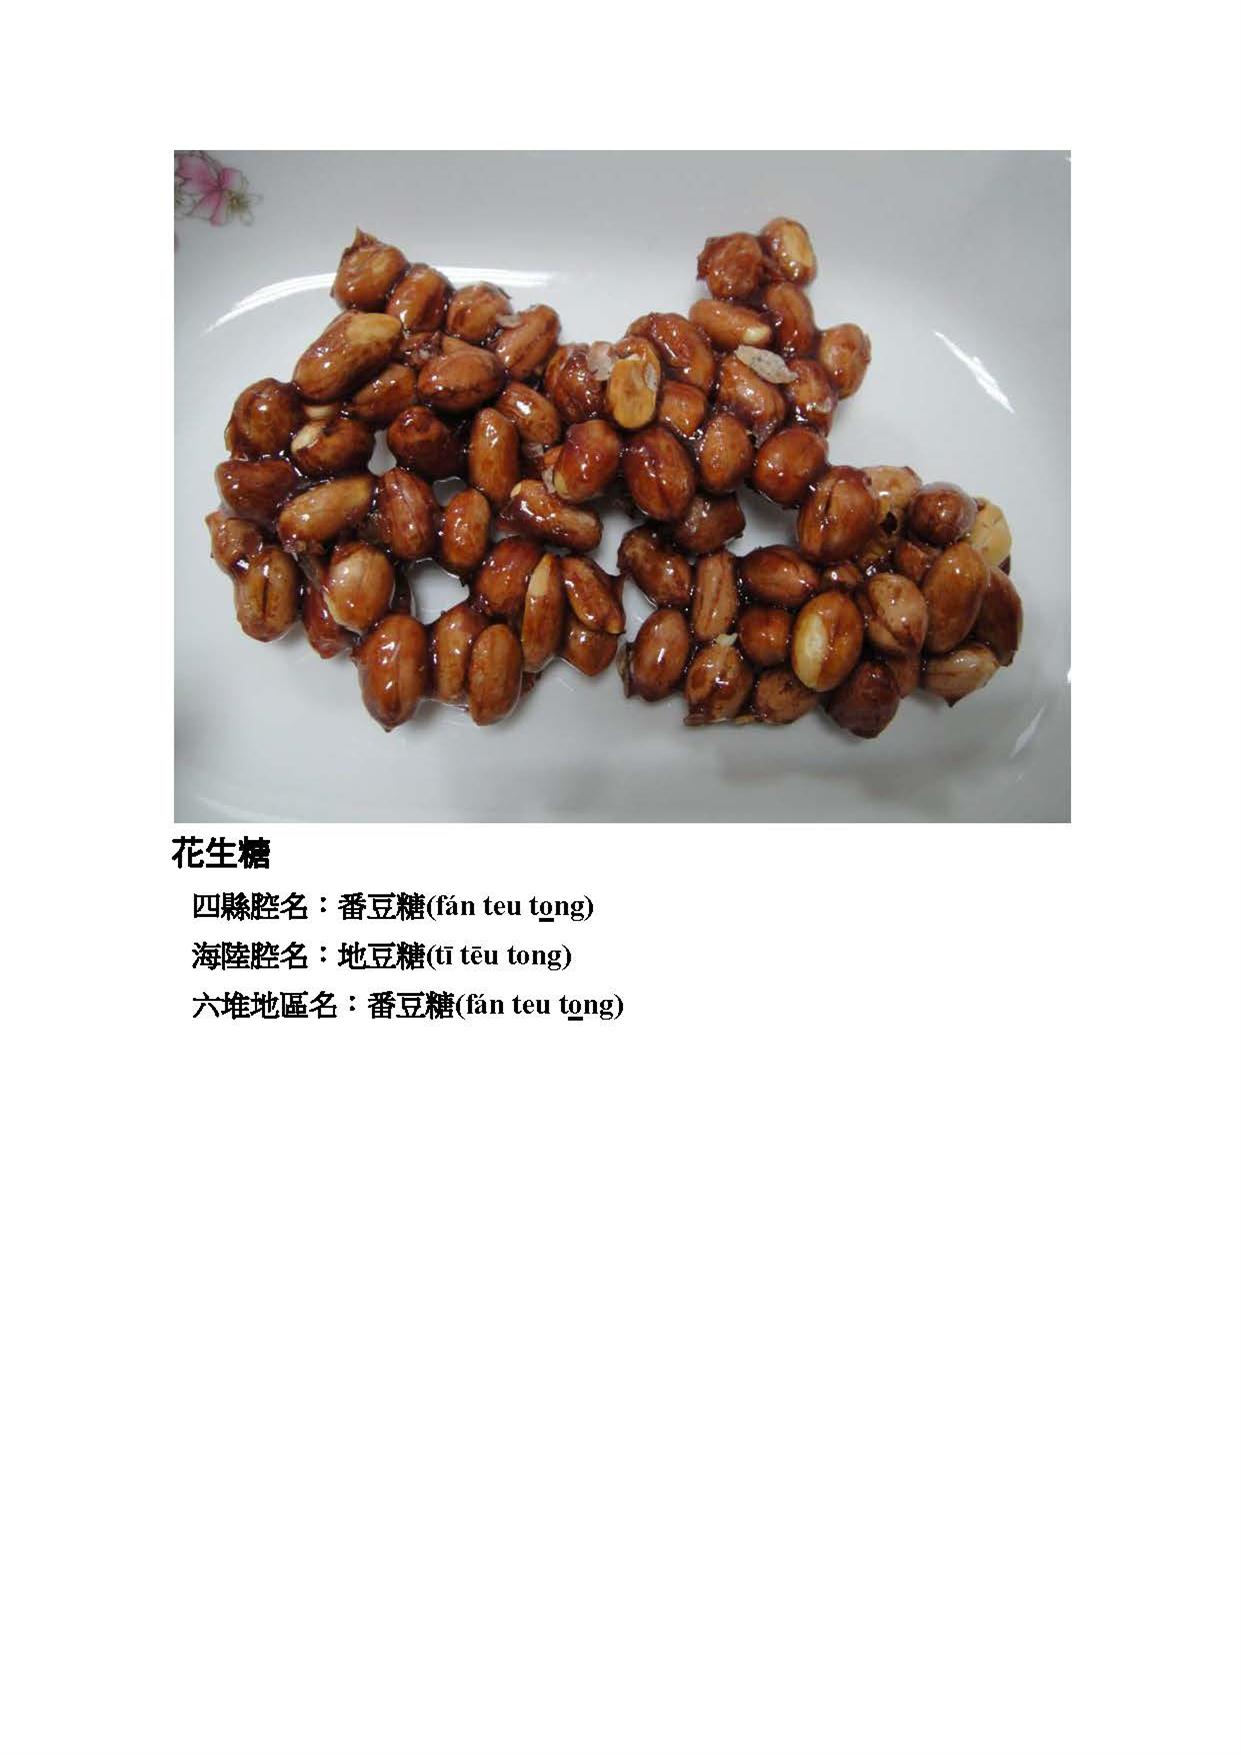 花生糖
四縣腔名：番豆糖(fán teu to̲ng)
海陸腔名：地豆糖(tī tēu tong)
六堆地區名：番豆糖(fán teu to̲ng)